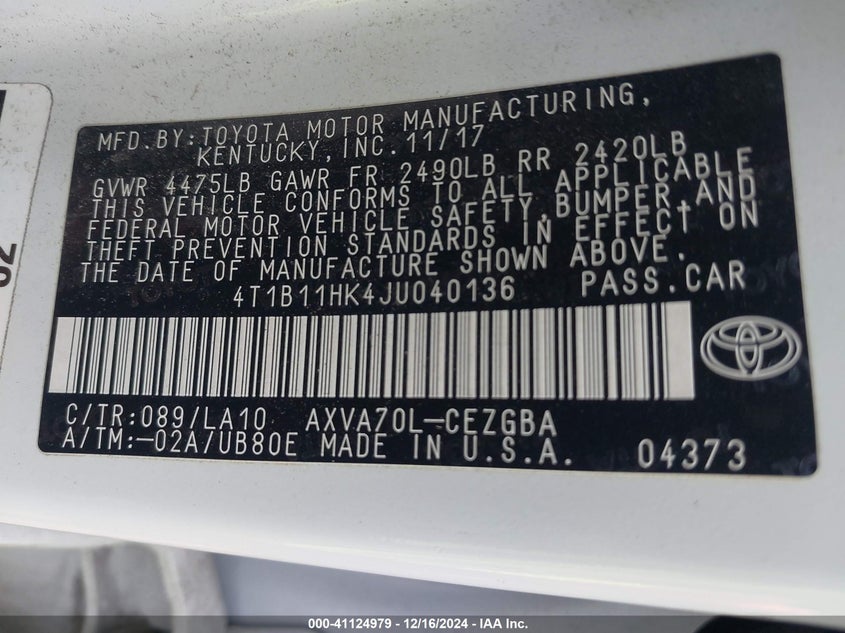 02
MFD.BY:TOYOTA MOTOR MANUFACTURING,
KENTUCKY,INC. 11/17
GVWR 4475LB GAWR FR 2490LB RR 2420LB
THIS VEHICLE CONFORMS TO ALL APPLICABLE
FEDERAL MOTOR VEHICLE SAFETY,BUMPER,AND
THEFT PREVENTION STANDARDS IN EFFECT ON
THE DATE OF MANUFACTURE SHOWN ABOVE.
4T1B11HK4JU040136 PASS.CAR
C/TR:089/LA10 AXVA70L-CEZGBA
A/TM:-02A/UB80E MADE IN U.S.A. 04373
000-41124979 - 12/16/2024 - IAA Inc.